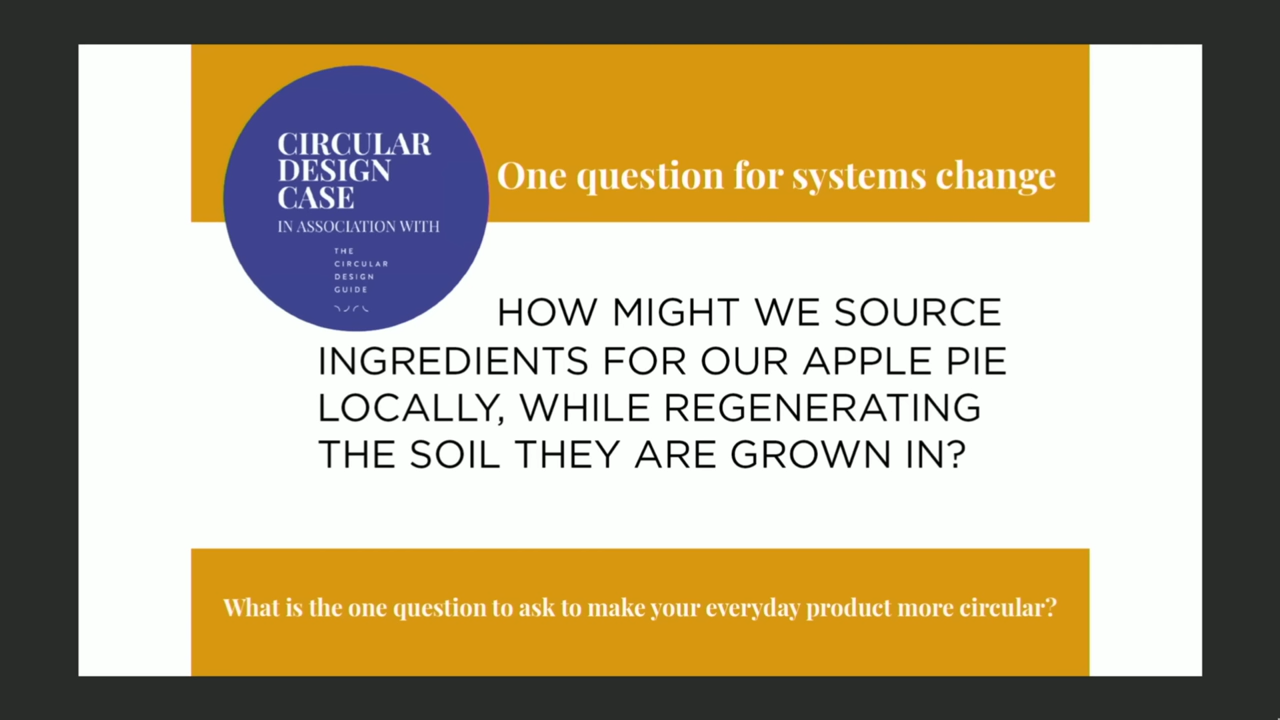 CIRCULAR
DESIGN
CASE
IN ASSOCIATION WITH
THE
CIRCULAR
DESIGN
GUIDE
One question for systems change
HOW MIGHT WE SOURCE
INGREDIENTS FOR OUR APPLE PIE
LOCALLY, WHILE REGENERATING
THE SOIL THEY ARE GROWN IN?
What is the one question to ask to make your everyday product more circular?